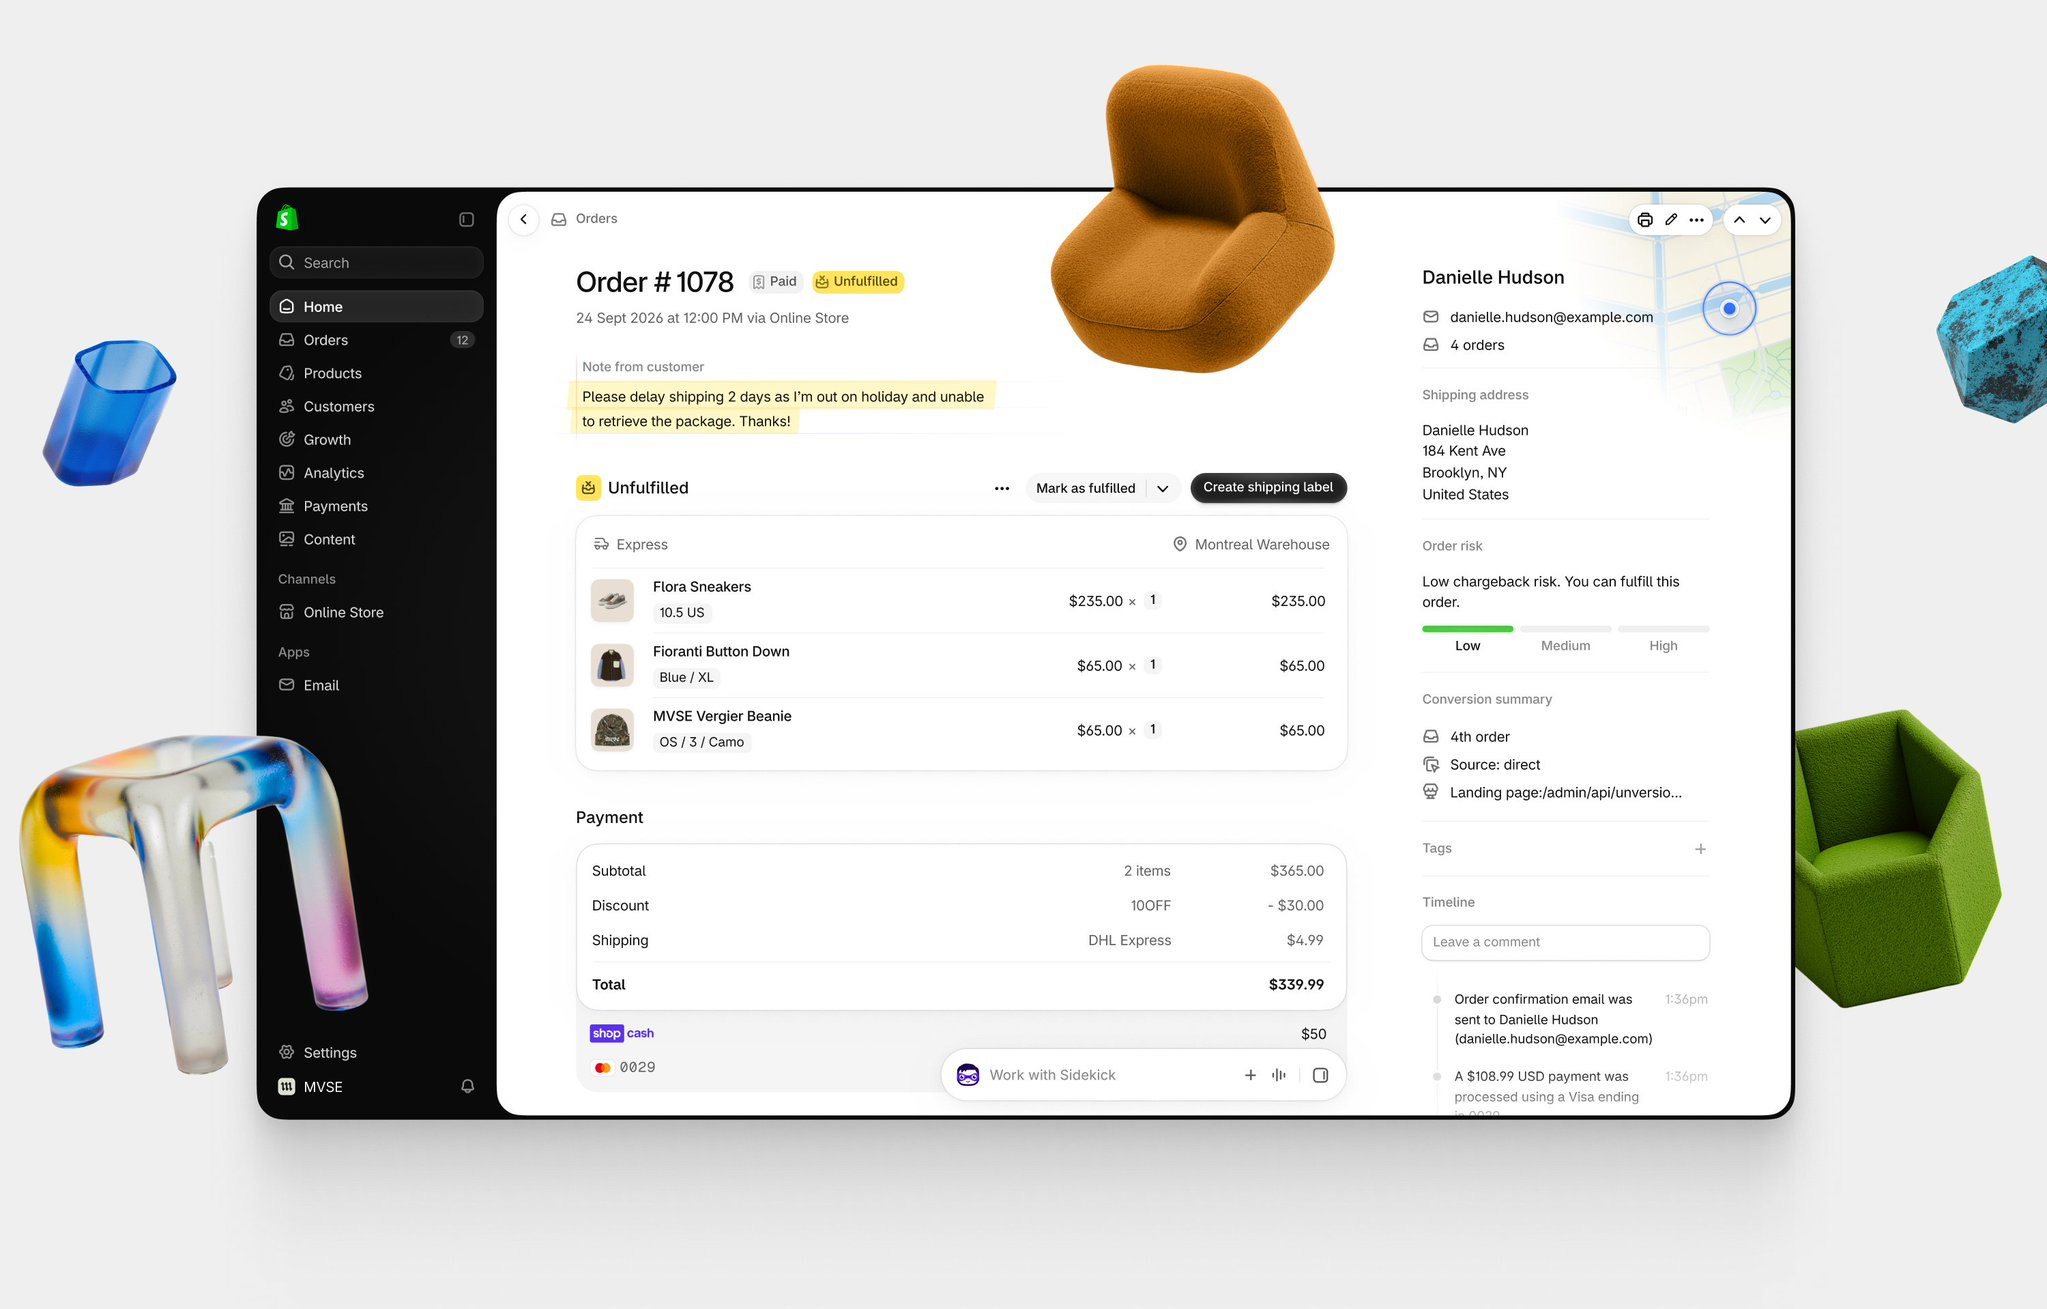 Search
Home
Orders 12
Products
Customers
Growth
Analytics
Payments
Content
Channels
Online Store
Apps
Email
Settings
MVSE
Orders
Order # 1078 Paid Unfulfilled
24 Sept 2026 at 12:00 PM via Online Store
Note from customer
Please delay shipping 2 days as I'm out on holiday and unable
to retrieve the package. Thanks!
Unfulfilled Mark as fulfilled Create shipping label
Express Montreal Warehouse
Flora Sneakers
10.5 US
$235.00 × 1 $235.00
Fioranti Button Down
Blue / XL
$65.00 × 1 $65.00
MVSE Vergier Beanie
OS / 3 / Camo
$65.00 × 1 $65.00
Payment
Subtotal 2 items $365.00
Discount 10OFF - $30.00
Shipping DHL Express $4.99
Total $339.99
shop cash $50
0029
Work with Sidekick
Danielle Hudson
danielle.hudson@example.com
4 orders
Shipping address
Danielle Hudson
184 Kent Ave
Brooklyn, NY
United States
Order risk
Low chargeback risk. You can fulfill this
order.
Low Medium High
Conversion summary
4th order
Source: direct
Landing page:/admin/api/unversio...
Tags
Timeline
Leave a comment
Order confirmation email was 1:36pm
sent to Danielle Hudson
(danielle.hudson@example.com)
A $108.99 USD payment was 1:36pm
processed using a Visa ending
in 0029